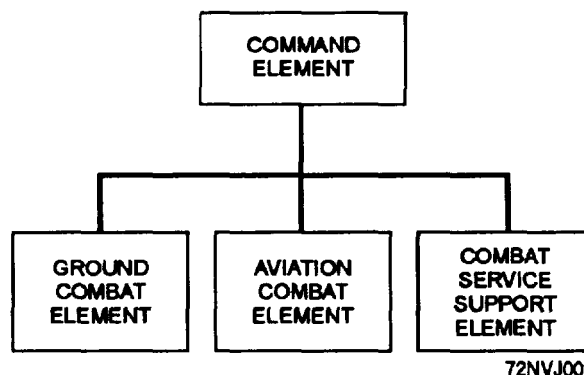 COMMAND
ELEMENT
GROUND
COMBAT
ELEMENT
AVIATION
COMBAT
ELEMENT
COMBAT
SERVICE
SUPPORT
ELEMENT
72NVJ00